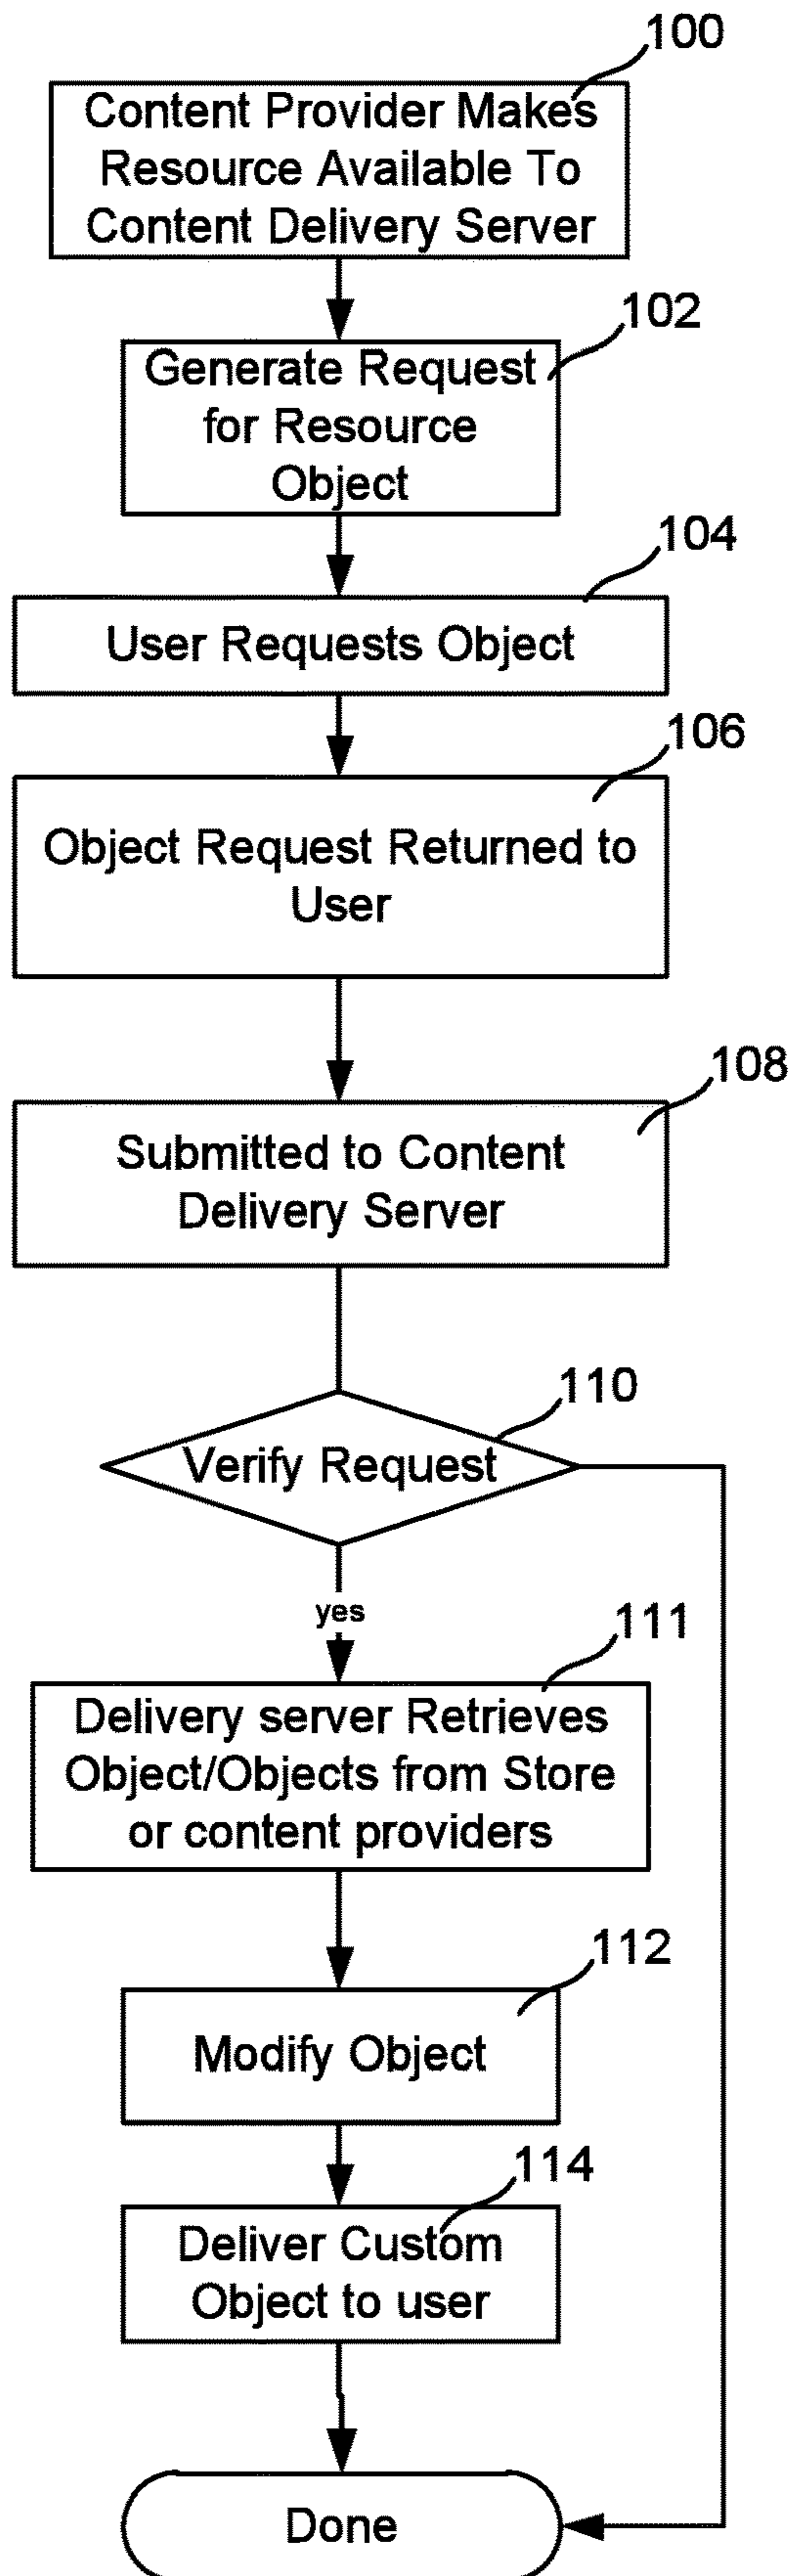 100
Content Provider Makes
Resource Available To
Content Delivery Server
102
Generate Request
for Resource
Object
104
User Requests Object
106
Object Request Returned to
User
108
Submitted to Content
Delivery Server
110
Verify Request
yes
111
Delivery server Retrieves
Object/Objects from Store
or content providers
112
Modify Object
114
Deliver Custom
Object to user
Done